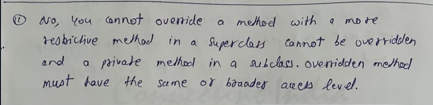 ① No, You cannot override a method with a more
restrictive method in a superclass cannot be overridden
and a private method in a subclass. overridden method
must have the same or broader access level.